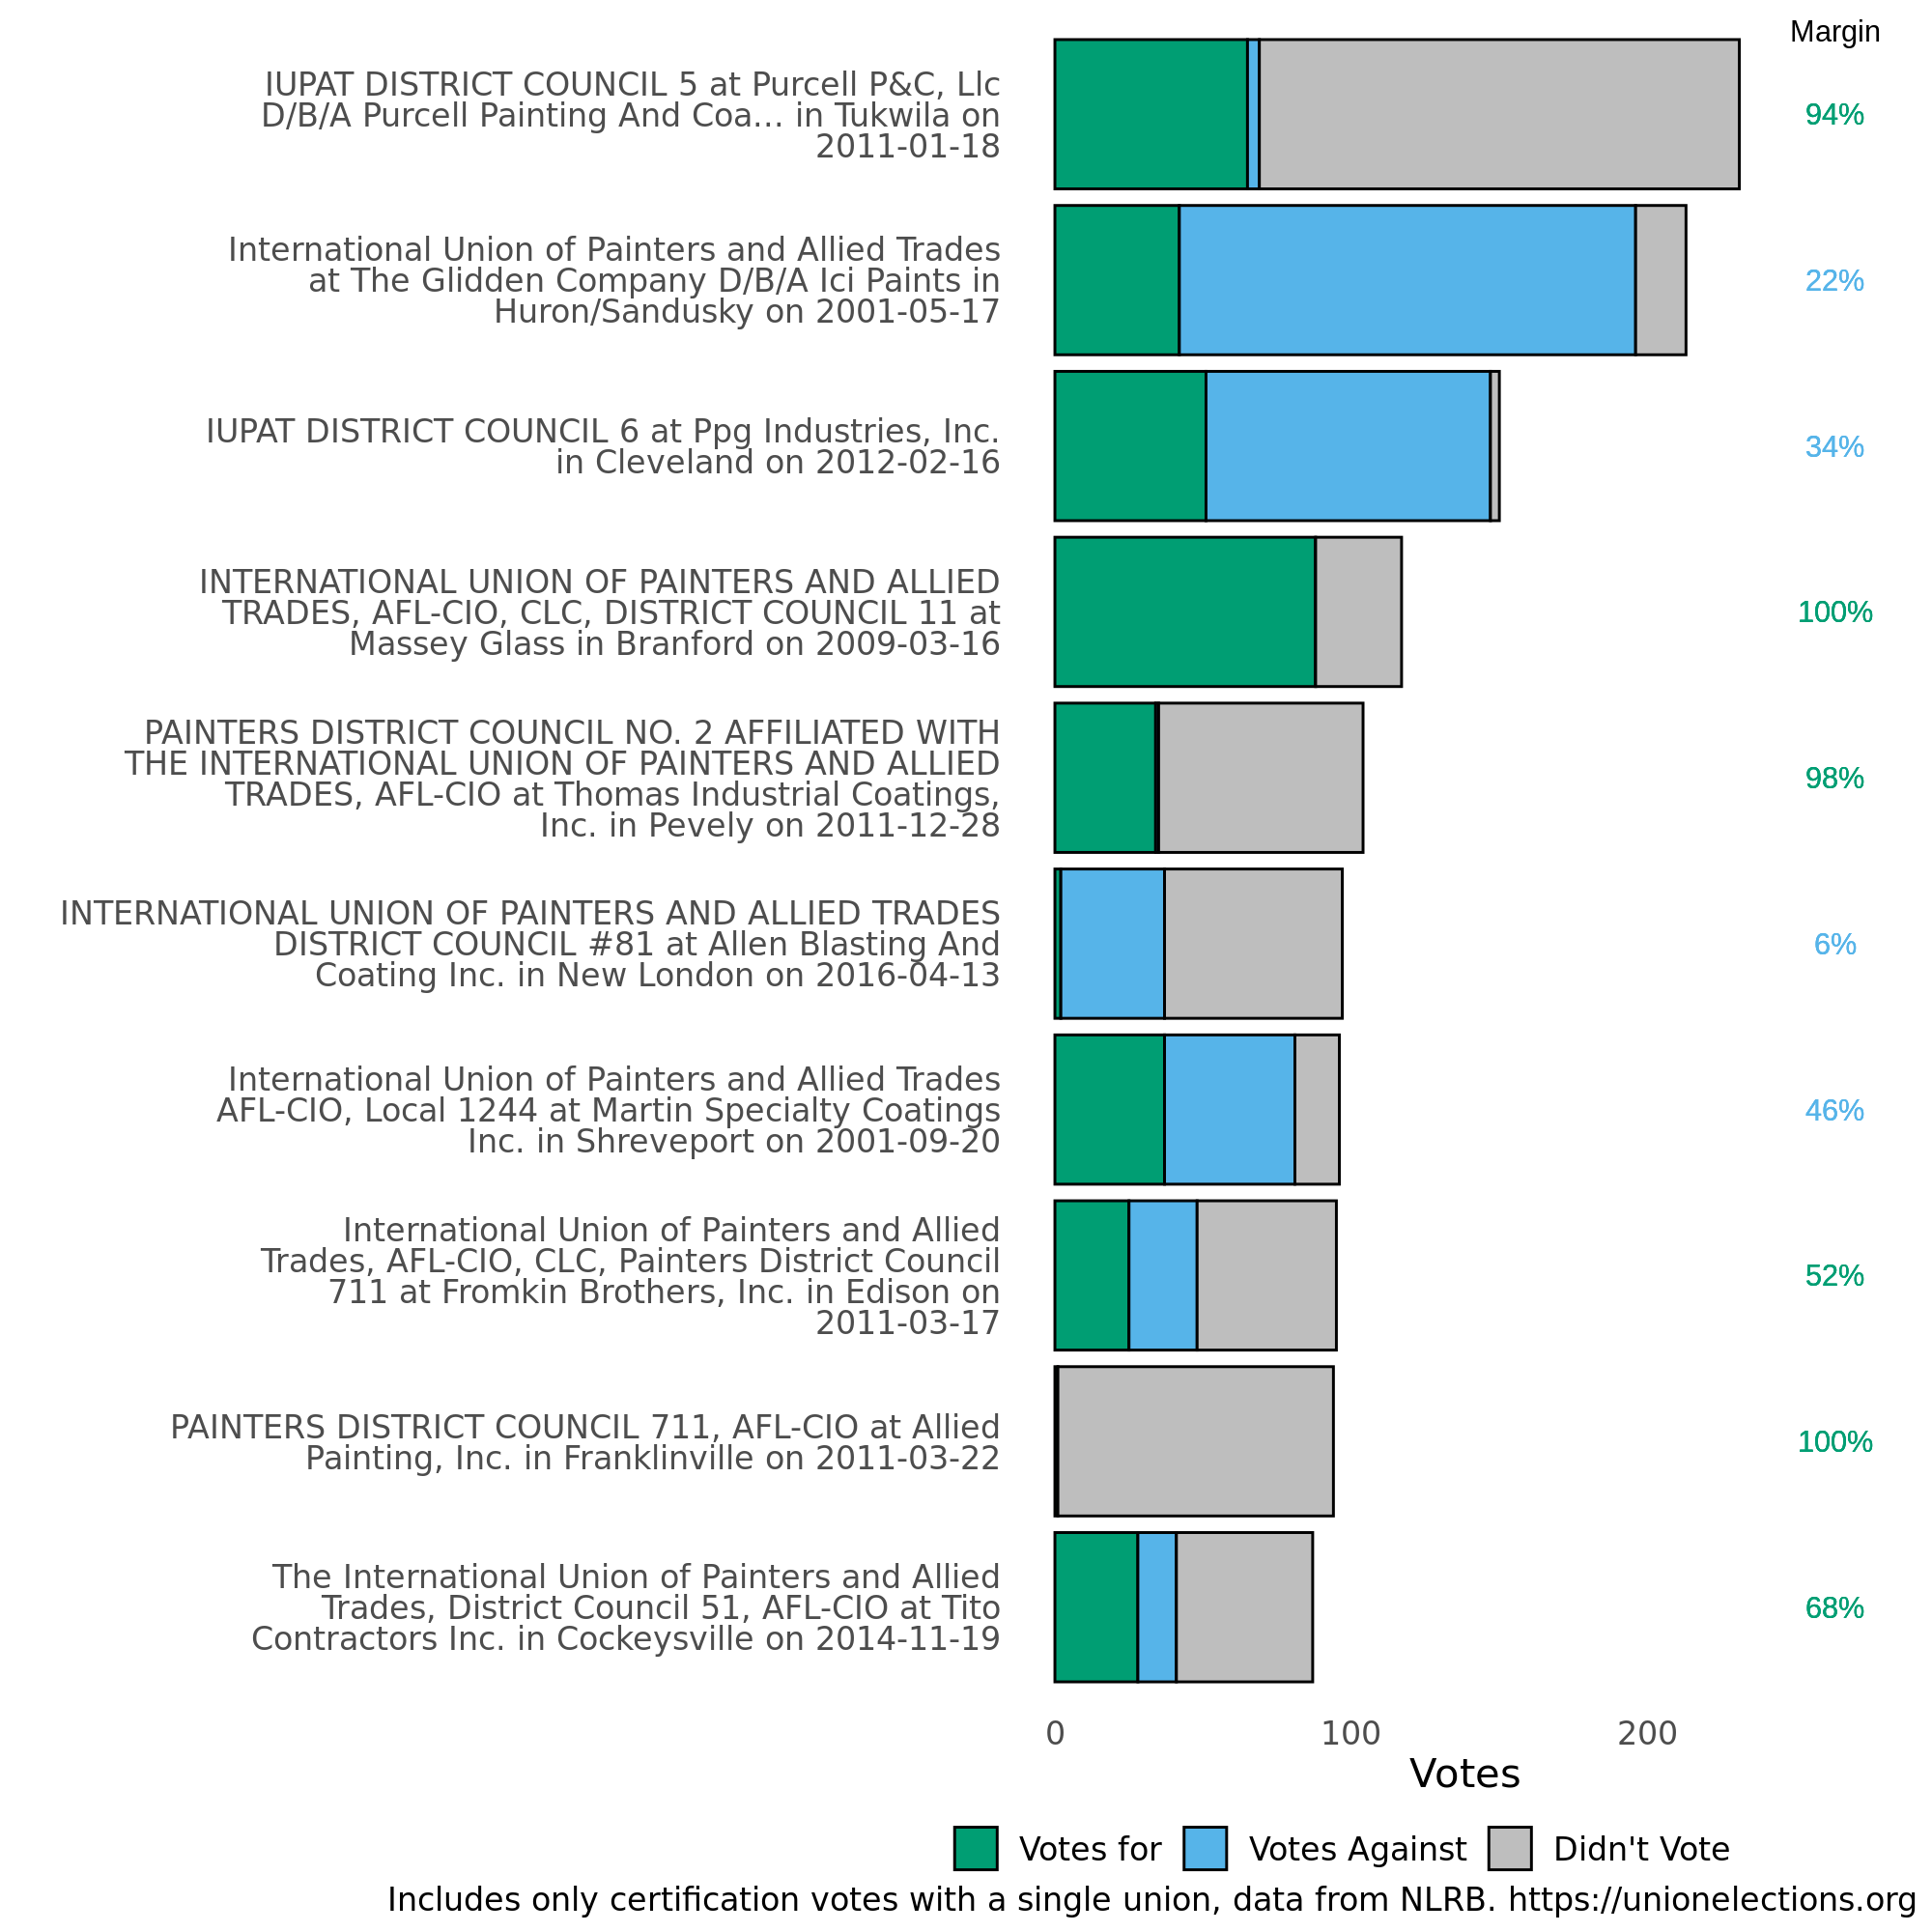 Margin
IUPAT DISTRICT COUNCIL 5 at Purcell P&C, Llc
D/B/A Purcell Painting And Coa... in Tukwila on
2011-01-18
94%
International Union of Painters and Allied Trades
at The Glidden Company D/B/A Ici Paints in
Huron/Sandusky on 2001-05-17
22%
IUPAT DISTRICT COUNCIL 6 at Ppg Industries, Inc.
in Cleveland on 2012-02-16
34%
INTERNATIONAL UNION OF PAINTERS AND ALLIED
TRADES, AFL-CIO, CLC, DISTRICT COUNCIL 11 at
Massey Glass in Branford on 2009-03-16
100%
PAINTERS DISTRICT COUNCIL NO. 2 AFFILIATED WITH
THE INTERNATIONAL UNION OF PAINTERS AND ALLIED
TRADES, AFL-CIO at Thomas Industrial Coatings,
Inc. in Pevely on 2011-12-28
98%
INTERNATIONAL UNION OF PAINTERS AND ALLIED TRADES
DISTRICT COUNCIL #81 at Allen Blasting And
Coating Inc. in New London on 2016-04-13
6%
International Union of Painters and Allied Trades
AFL-CIO, Local 1244 at Martin Specialty Coatings
Inc. in Shreveport on 2001-09-20
46%
International Union of Painters and Allied
Trades, AFL-CIO, CLC, Painters District Council
711 at Fromkin Brothers, Inc. in Edison on
2011-03-17
52%
PAINTERS DISTRICT COUNCIL 711, AFL-CIO at Allied
Painting, Inc. in Franklinville on 2011-03-22
100%
The International Union of Painters and Allied
Trades, District Council 51, AFL-CIO at Tito
Contractors Inc. in Cockeysville on 2014-11-19
68%
0 100 200
Votes
Votes for Votes Against Didn't Vote
Includes only certification votes with a single union, data from NLRB. https://unionelections.org